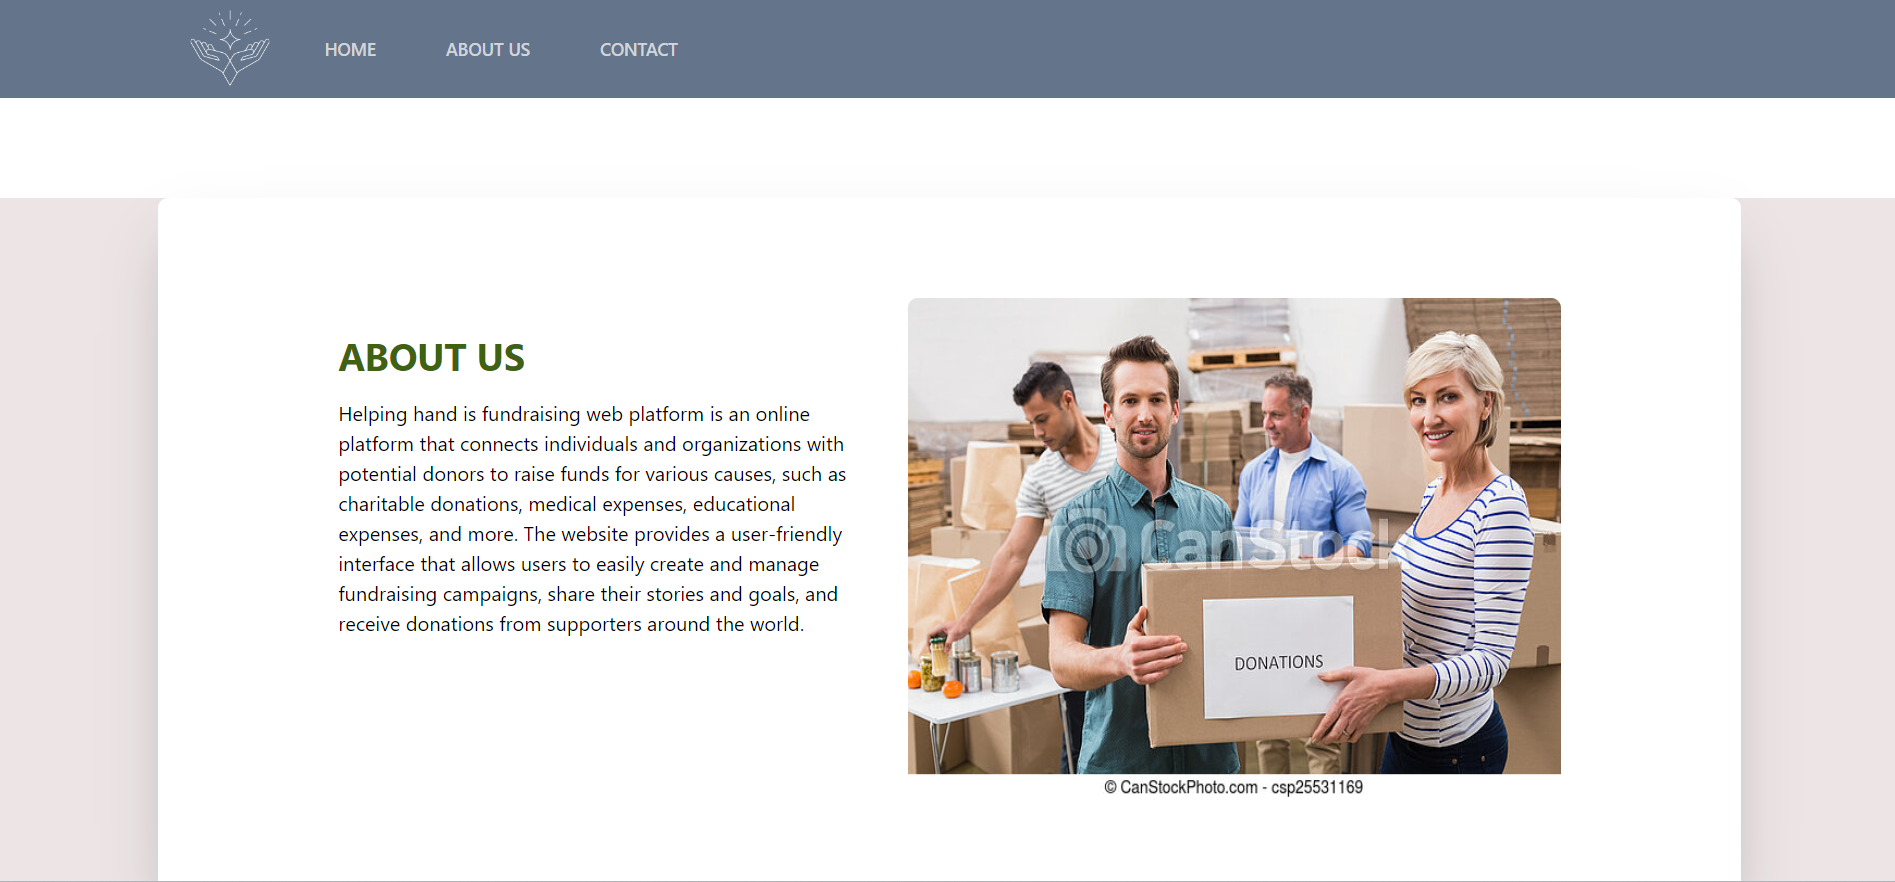 HOME
ABOUT US
CONTACT
ABOUT US
Helping hand is fundraising web platform is an online
platform that connects individuals and organizations with
potential donors to raise funds for various causes, such as
charitable donations, medical expenses, educational
expenses, and more. The website provides a user-friendly
interface that allows users to easily create and manage
fundraising campaigns, share their stories and goals, and
receive donations from supporters around the world.
CanStock
DONATIONS
© CanStockPhoto.com - csp25531169